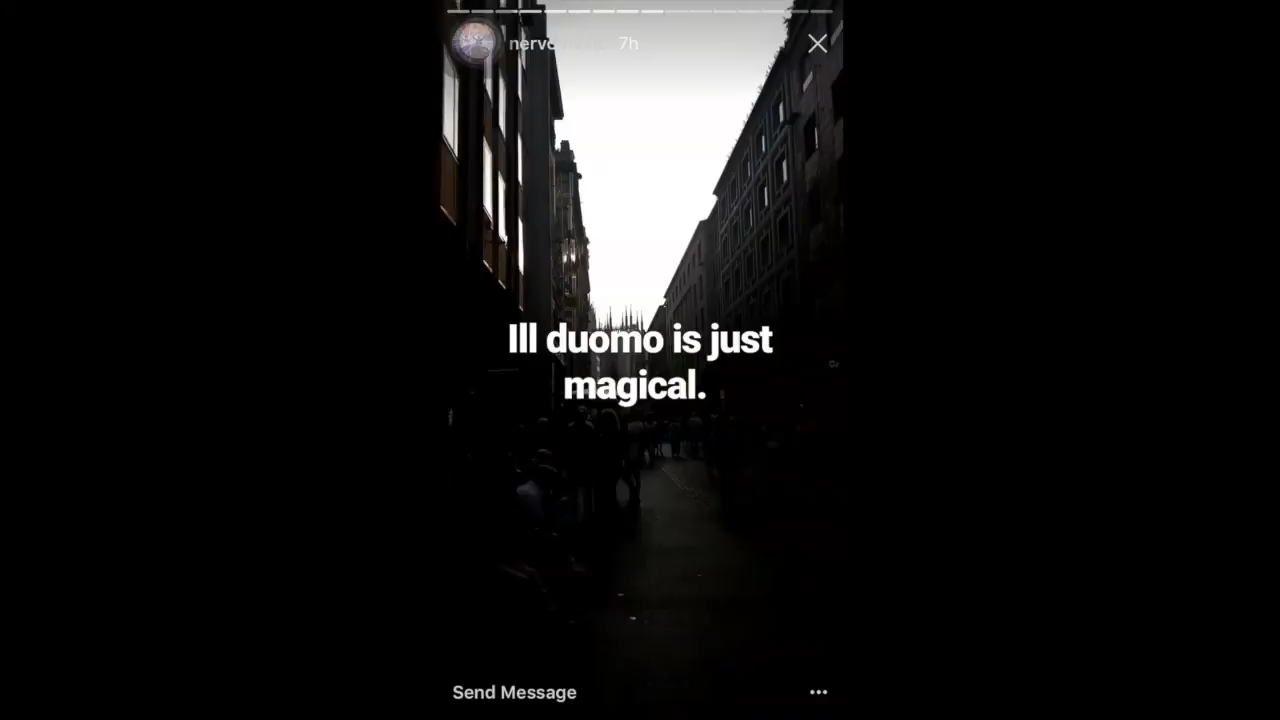 7h
Ill duomo is just
magical.
Send Message